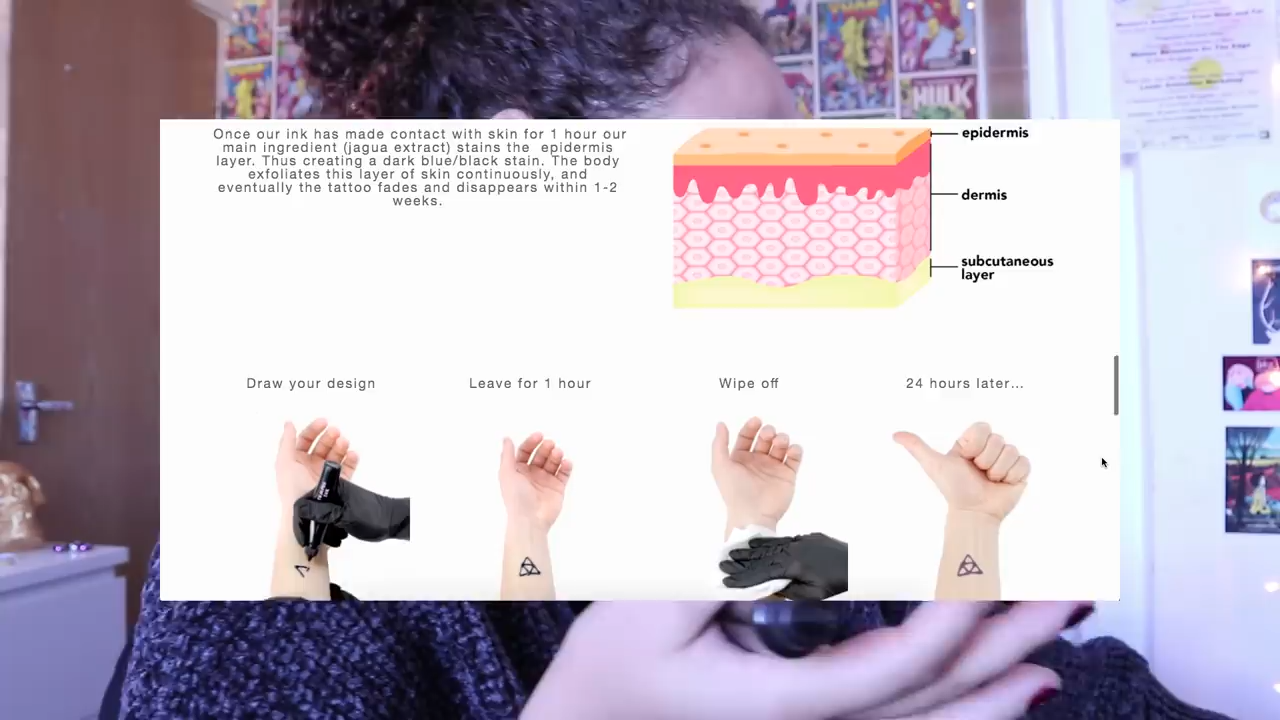 Once our ink has made contact with skin for 1 hour our
main ingredient (jagua extract) stains the epidermis
layer. Thus creating a dark blue/black stain. The body
exfoliates this layer of skin continuously, and
eventually the tattoo fades and disappears within 1-2
weeks.
epidermis
dermis
subcutaneous
layer
Draw your design
Leave for 1 hour
Wipe off
24 hours later...
HULK